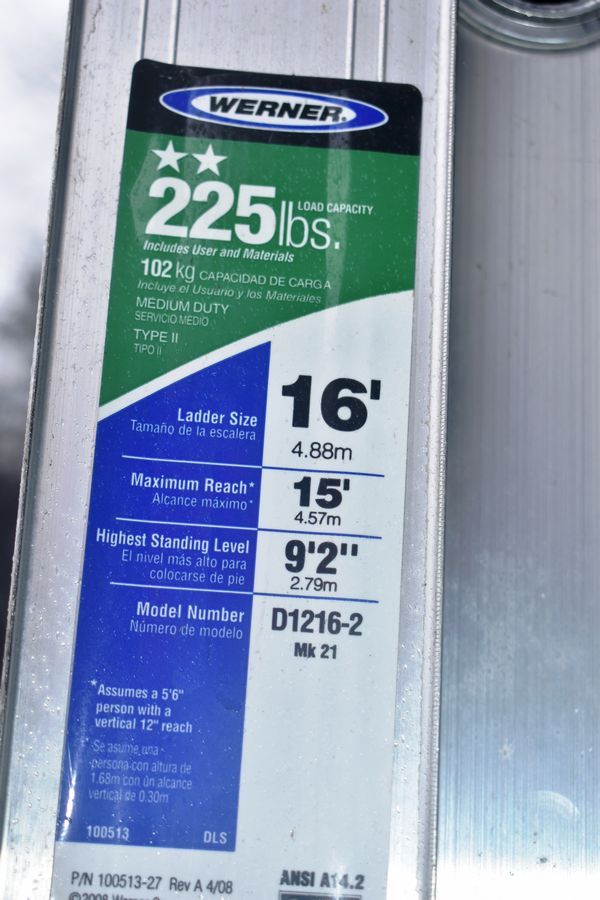 WERNER.
225 lbs. LOAD CAPACITY
Includes User and Materials
102 kg CAPACIDAD DE CARGA
Incluye el Usuario y los Materiales
MEDIUM DUTY
SERVICIO MEDIO
TYPE II
TIPO II
Ladder Size 16'
Tamaño de la escalera 4.88m
Maximum Reach* 15'
Alcance máximo* 4.57m
Highest Standing Level 9'2"
El nivel más alto para
colocarse de pie 2.79m
Model Number D1216-2
Número de modelo Mk 21
*Assumes a 5'6"
person with a
vertical 12" reach
*Se asume una
persona con altura de
1.68m con ún alcance
vertical de 0.30m
100513 DLS
P/N 100513-27 Rev A 4/08 ANSI A14.2
©2008 Werner